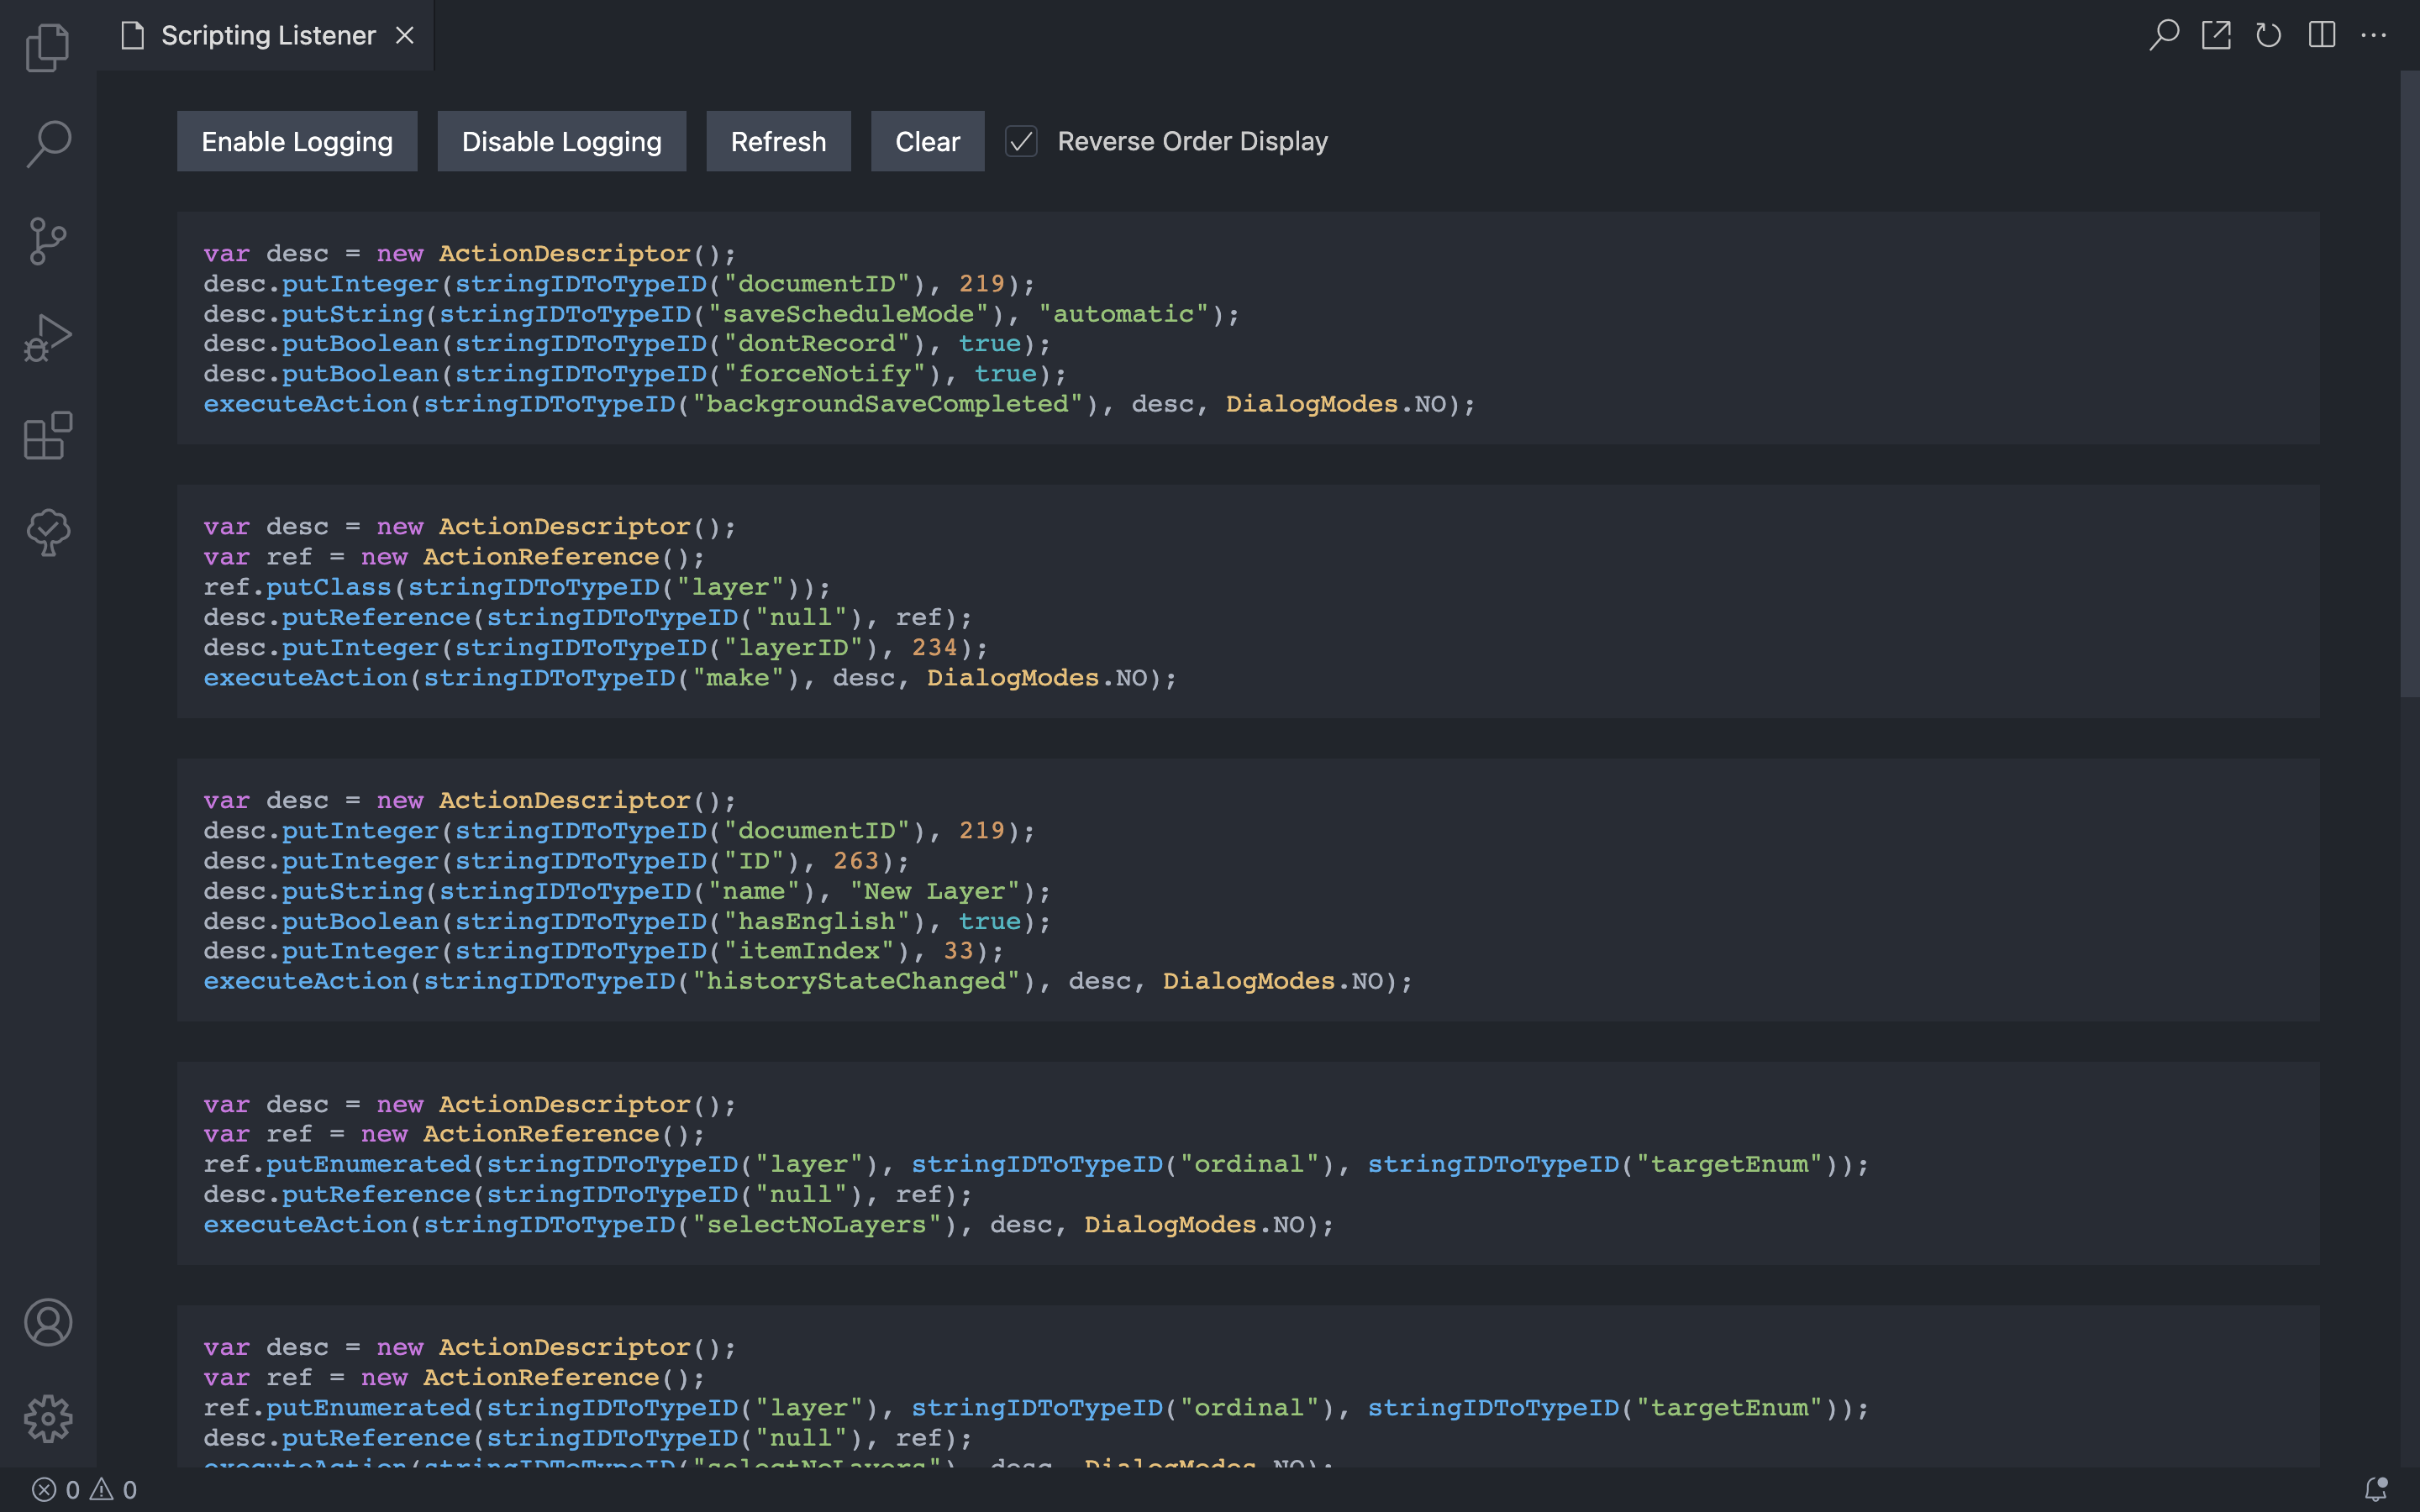 Scripting Listener
Enable Logging
Disable Logging
Refresh
Clear
Reverse Order Display
var desc = new ActionDescriptor();
desc.putInteger(stringIDToTypeID("documentID"), 219);
desc.putString(stringIDToTypeID("saveScheduleMode"), "automatic");
desc.putBoolean(stringIDToTypeID("dontRecord"), true);
desc.putBoolean(stringIDToTypeID("forceNotify"), true);
executeAction(stringIDToTypeID("backgroundSaveCompleted"), desc, DialogModes.NO);
var desc = new ActionDescriptor();
var ref = new ActionReference();
ref.putClass(stringIDToTypeID("layer"));
desc.putReference(stringIDToTypeID("null"), ref);
desc.putInteger(stringIDToTypeID("layerID"), 234);
executeAction(stringIDToTypeID("make"), desc, DialogModes.NO);
var desc = new ActionDescriptor();
desc.putInteger(stringIDToTypeID("documentID"), 219);
desc.putInteger(stringIDToTypeID("ID"), 263);
desc.putString(stringIDToTypeID("name"), "New Layer");
desc.putBoolean(stringIDToTypeID("hasEnglish"), true);
desc.putInteger(stringIDToTypeID("itemIndex"), 33);
executeAction(stringIDToTypeID("historyStateChanged"), desc, DialogModes.NO);
var desc = new ActionDescriptor();
var ref = new ActionReference();
ref.putEnumerated(stringIDToTypeID("layer"), stringIDToTypeID("ordinal"), stringIDToTypeID("targetEnum"));
desc.putReference(stringIDToTypeID("null"), ref);
executeAction(stringIDToTypeID("selectNoLayers"), desc, DialogModes.NO);
var desc = new ActionDescriptor();
var ref = new ActionReference();
ref.putEnumerated(stringIDToTypeID("layer"), stringIDToTypeID("ordinal"), stringIDToTypeID("targetEnum"));
desc.putReference(stringIDToTypeID("null"), ref);
executeAction(stringIDToTypeID("selectNoLayers"), desc, DialogModes.NO);
0 0